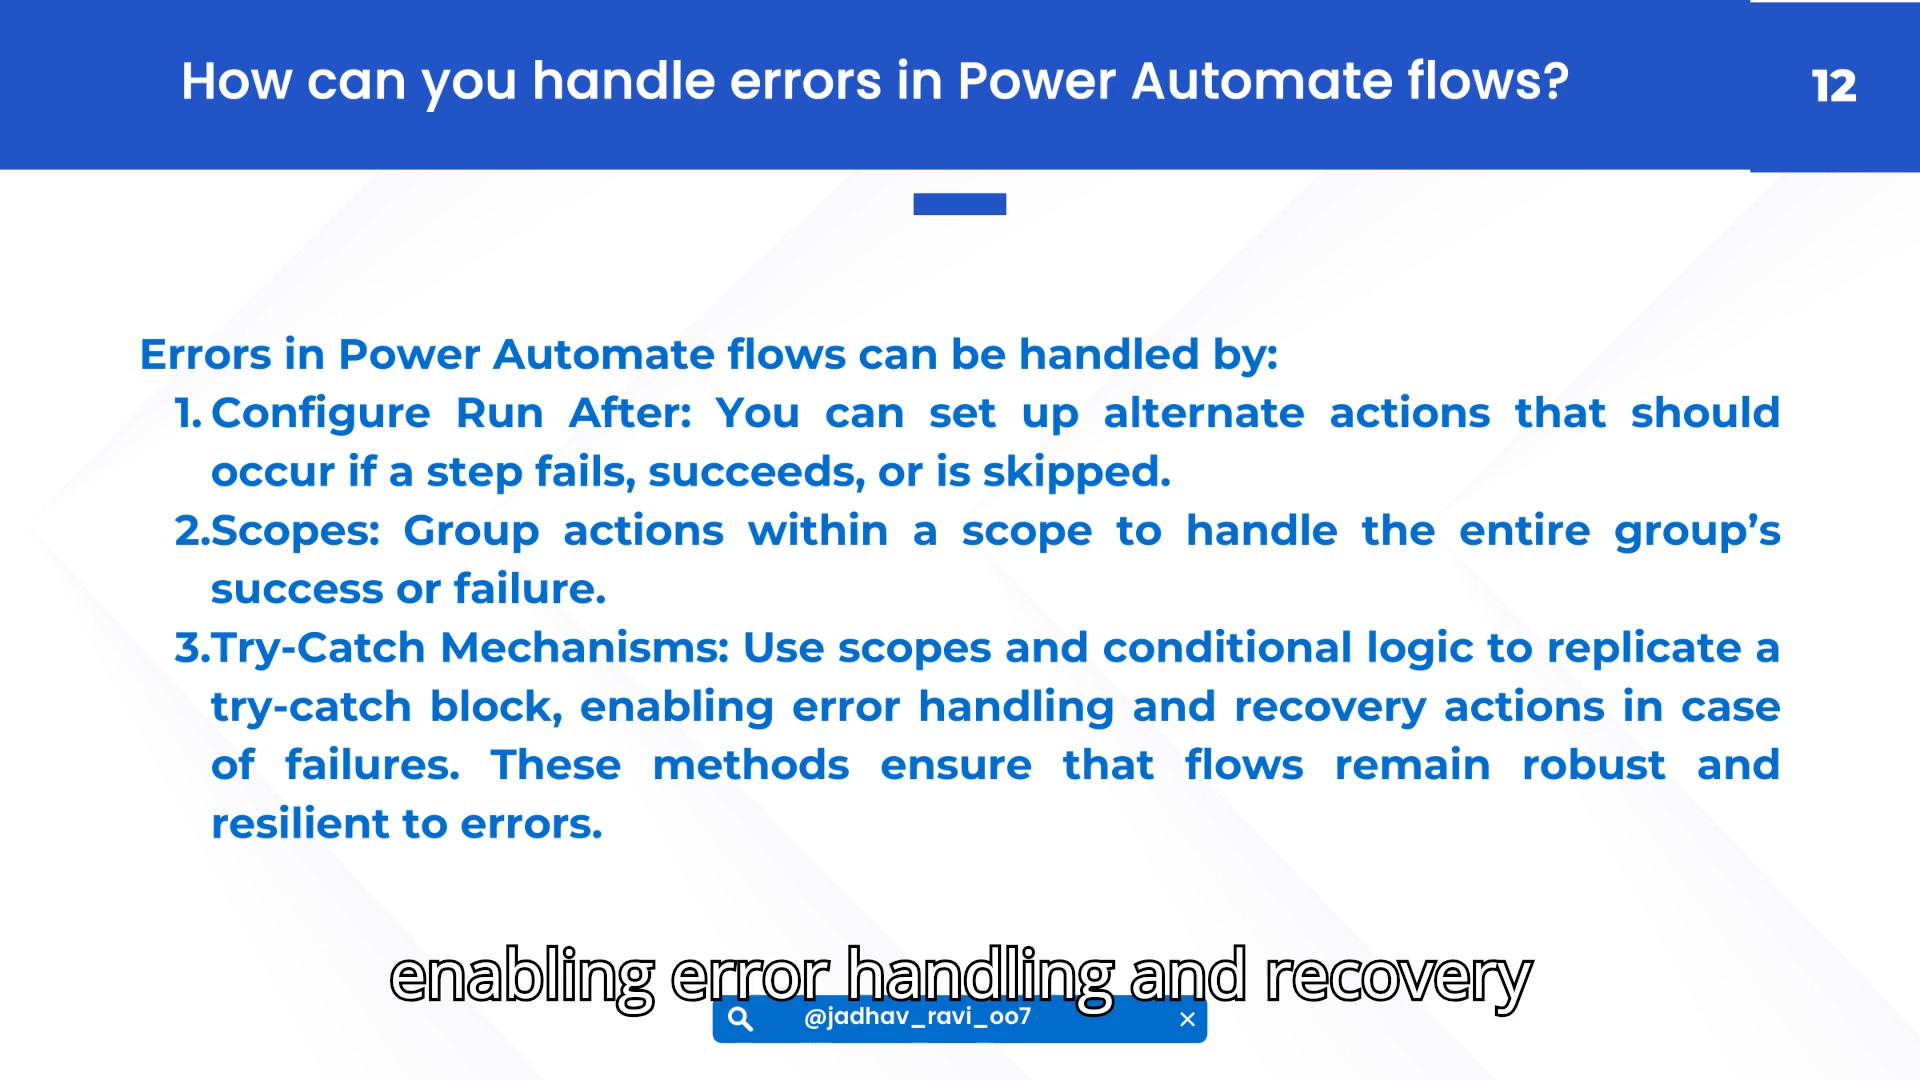 How can you handle errors in Power Automate flows?
12
Errors in Power Automate flows can be handled by:
1. Configure Run After: You can set up alternate actions that should
occur if a step fails, succeeds, or is skipped.
2.Scopes: Group actions within a scope to handle the entire group’s
success or failure.
3.Try-Catch Mechanisms: Use scopes and conditional logic to replicate a
try-catch block, enabling error handling and recovery actions in case
of failures. These methods ensure that flows remain robust and
resilient to errors.
enabling error handling and recovery
@jadhav_ravi_oo7